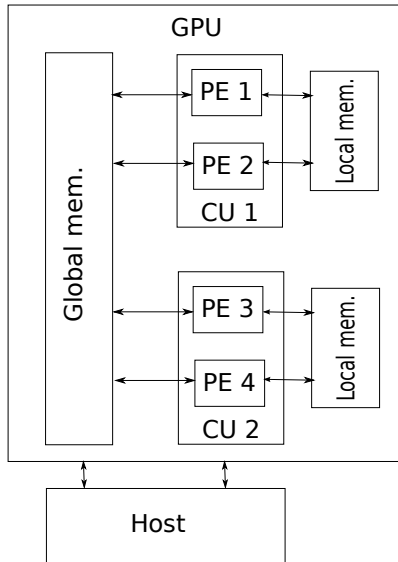 GPU
Global mem.
PE 1
PE 2
CU 1
Local mem.
PE 3
PE 4
CU 2
Local mem.
Host